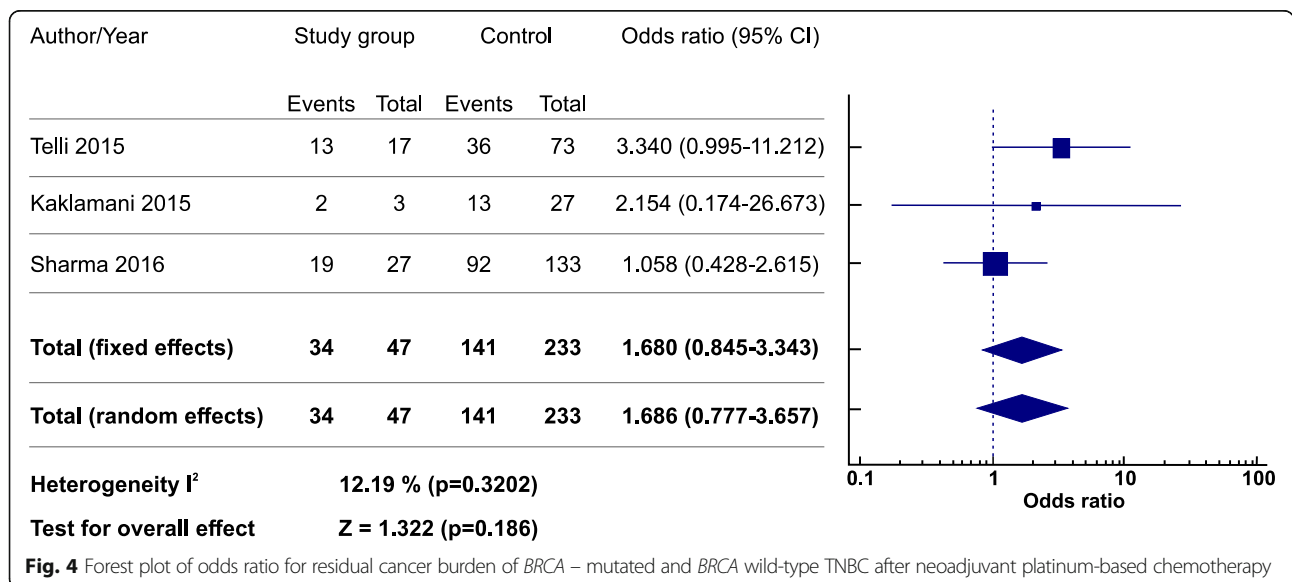 Author/Year Study group Control Odds ratio (95% CI)
Events Total Events Total
Telli 2015 13 17 36 73 3.340 (0.995-11.212)
Kaklamani 2015 2 3 13 27 2.154 (0.174-26.673)
Sharma 2016 19 27 92 133 1.058 (0.428-2.615)
Total (fixed effects) 34 47 141 233 1.680 (0.845-3.343)
Total (random effects) 34 47 141 233 1.686 (0.777-3.657)
Heterogeneity I² 12.19 % (p=0.3202)
Test for overall effect Z = 1.322 (p=0.186)
0.1 1 10 100
Odds ratio
Fig. 4 Forest plot of odds ratio for residual cancer burden of BRCA – mutated and BRCA wild-type TNBC after neoadjuvant platinum-based chemotherapy